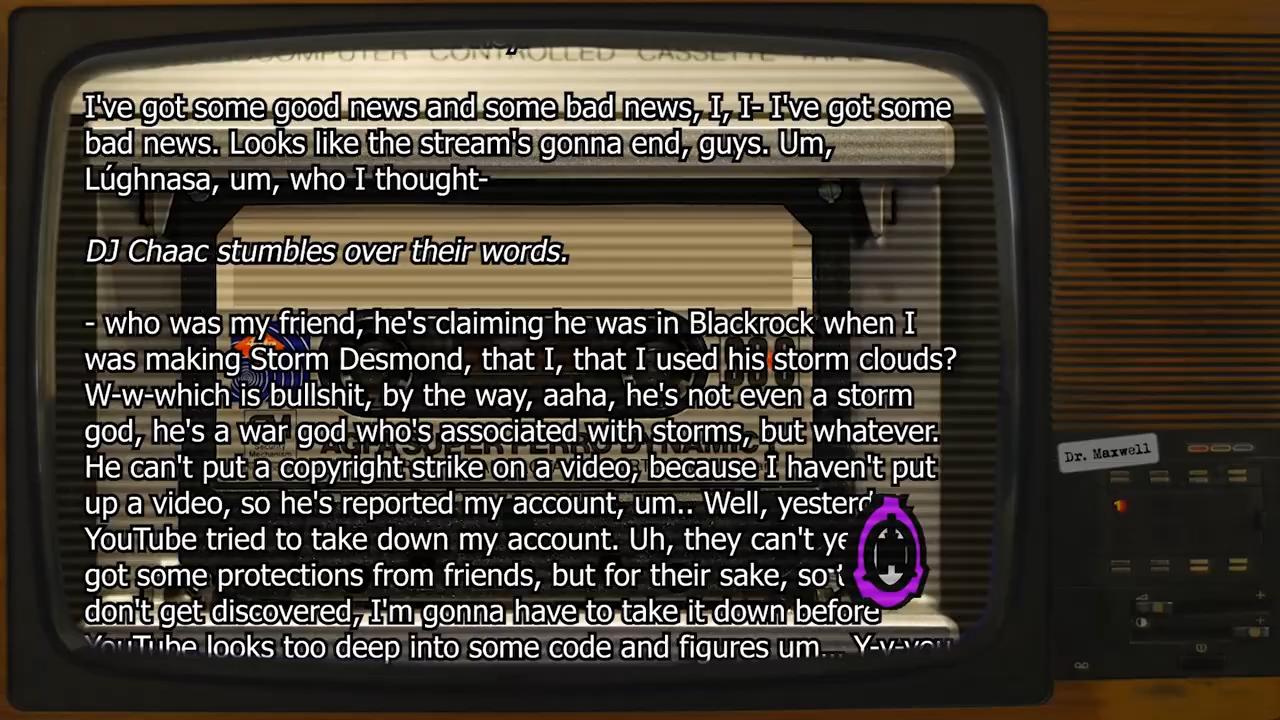 COMPUTER CONTROLLED CASSETTE
I've got some good news and some bad news, I, I- I've got some
bad news. Looks like the stream's gonna end, guys. Um,
Lúghnasa, um, who I thought-
DJ Chaac stumbles over their words.
- who was my friend, he's claiming he was in Blackrock when I
was making Storm Desmond, that I, that I used his storm clouds?
W-w-which is bullshit, by the way, aaha, he's not even a storm
god, he's a war god who's associated with storms, but whatever.
He can't put a copyright strike on a video, because I haven't put
up a video, so he's reported my account, um.. Well, yesterd
YouTube tried to take down my account. Uh, they can't ye
got some protections from friends, but for their sake, so t
don't get discovered, I'm gonna have to take it down before
YouTube looks too deep into some code and figures um... Y-y-you
Dr. Maxwell